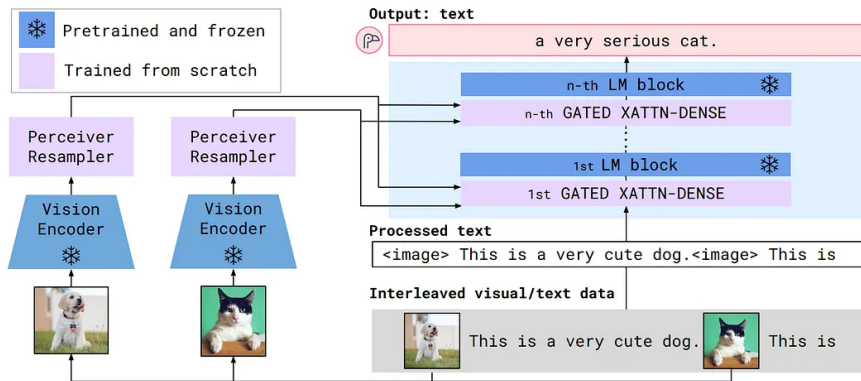 Pretrained and frozen
Trained from scratch
Perceiver
Resampler
Perceiver
Resampler
Vision
Encoder
Vision
Encoder
Output: text
a very serious cat.
n-th LM block
n-th GATED XATTN-DENSE
1st LM block
1st GATED XATTN-DENSE
Processed text
<image> This is a very cute dog.<image> This is
Interleaved visual/text data
This is a very cute dog.
This is